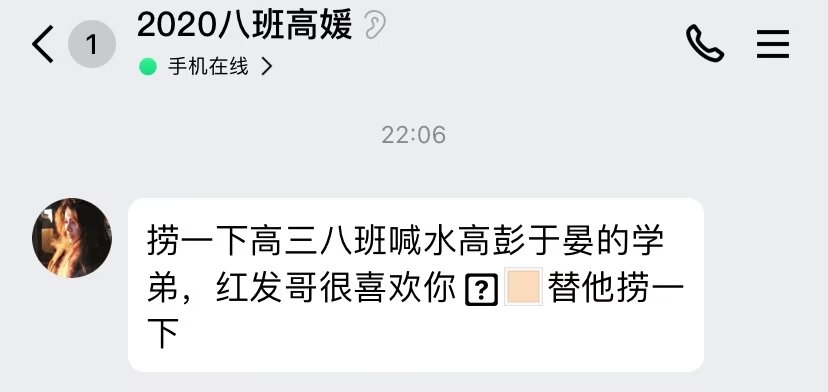 1
2020八班高媛
手机在线
22:06
捞一下高三八班喊水高彭于晏的学
弟，红发哥很喜欢你 ? 替他捞一
下